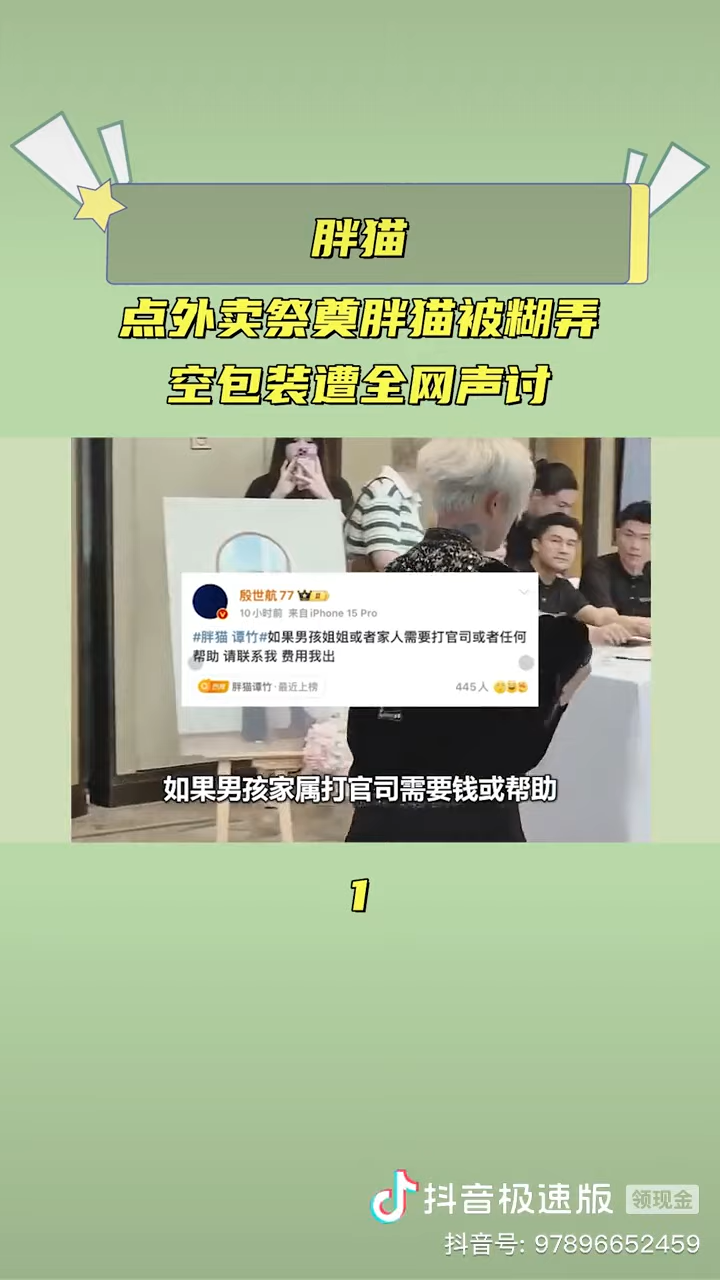 胖猫
点外卖祭奠胖猫被糊弄
空包装遭全网声讨
殷世航77
10小时前 来自iPhone 15 Pro
#胖猫 谭竹#如果男孩姐姐或者家人需要打官司或者任何
帮助 请联系我 费用我出
胖猫谭竹·最近上榜
445人
如果男孩家属打官司需要钱或帮助
1
抖音极速版 领现金
抖音号: 97896652459